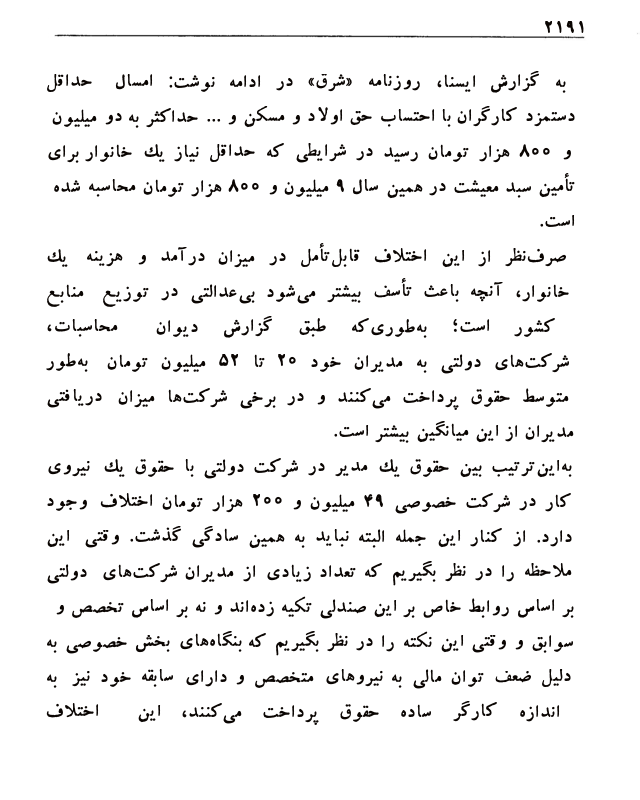 ۲۱۹۱
به گزارش ایسنا، روزنامه «شرق» در ادامه نوشت: امسال حداقل
دستمزد کارگران با احتساب حق اولاد و مسکن و ... حداکثر به دو میلیون
و ۸۰۰ هزار تومان رسید در شرایطی که حداقل نیاز یك خانوار برای
تأمین سبد معیشت در همین سال ۹ میلیون و ۸۰۰ هزار تومان محاسبه شده
است.
صرف‌نظر از این اختلاف قابل‌تأمل در میزان درآمد و هزینه یك
خانوار، آنچه باعث تأسف بیشتر می‌شود بی‌عدالتی در توزیع منابع
کشور است؛ به‌طوری‌که طبق گزارش دیوان محاسبات،
شرکت‌های دولتی به مدیران خود ۲۰ تا ۵۲ میلیون تومان به‌طور
متوسط حقوق پرداخت می‌کنند و در برخی شرکت‌ها میزان دریافتی
مدیران از این میانگین بیشتر است.
به‌این‌ترتیب بین حقوق یك مدیر در شرکت دولتی با حقوق یك نیروی
کار در شرکت خصوصی ۴۹ میلیون و ۲۰۰ هزار تومان اختلاف وجود
دارد. از کنار این جمله البته نباید به همین سادگی گذشت. وقتی این
ملاحظه را در نظر بگیریم که تعداد زیادی از مدیران شرکت‌های دولتی
بر اساس روابط خاص بر این صندلی تکیه زده‌اند و نه بر اساس تخصص و
سوابق و وقتی این نکته را در نظر بگیریم که بنگاه‌های بخش خصوصی به
دلیل ضعف توان مالی به نیروهای متخصص و دارای سابقه خود نیز به
اندازه کارگر ساده حقوق پرداخت می‌کنند، این اختلاف